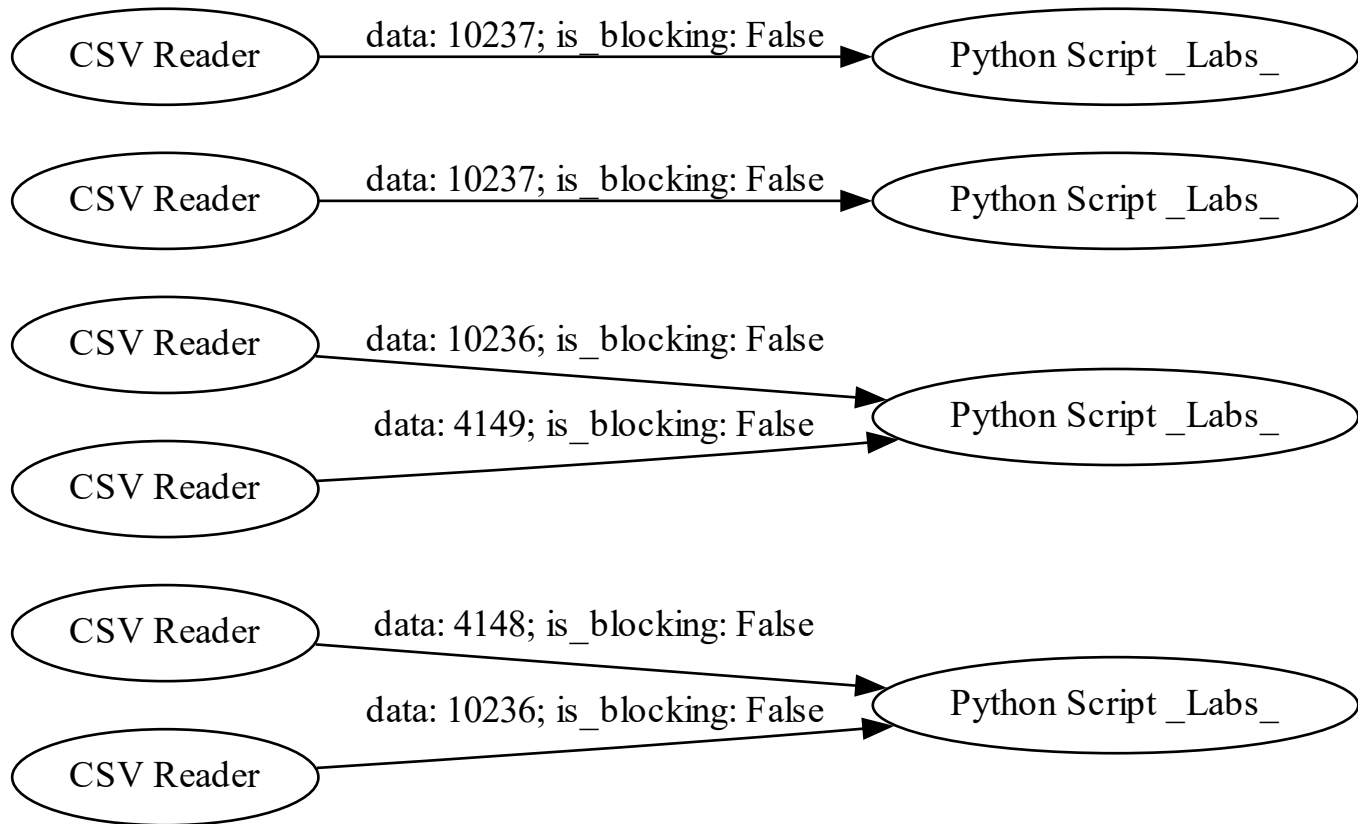 CSV Reader
data: 10237; is_blocking: False
Python Script _Labs_
CSV Reader
data: 10237; is_blocking: False
Python Script _Labs_
CSV Reader
data: 10236; is_blocking: False
CSV Reader
data: 4149; is_blocking: False
Python Script _Labs_
CSV Reader
data: 4148; is_blocking: False
CSV Reader
data: 10236; is_blocking: False
Python Script _Labs_